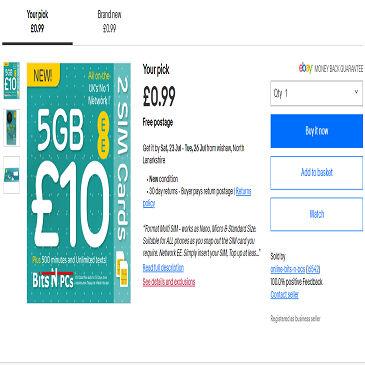 Your pick
£0.99
Brand new
£0.99
NEW!
All on the
UK's No 1
Network!
5GB
EE
£10
Plus 500 minutes and Unlimited texts!
BITS N PCS
2 SIM Cards
Your pick
£0.99
Free postage
Get it by Sat, 23 Jul - Tue, 26 Jul from wishaw, North
Lanarkshire
• New condition
• 30 day returns - Buyer pays return postage | Returns
policy
"Format Multi SIM - works as Nano, Micro & Standard Size.
Suitable for ALL phones as you snap out the SIM card you
require. Network EE. Simply insert your SIM, Top up at leas..."
Read full description
See details and exclusions
ebay MONEY BACK GUARANTEE
Qty 1
Buy it now
Add to basket
Watch
Sold by
online-bits-n-pcs (16542)
100.0% positive Feedback
Contact seller
Registered as business seller